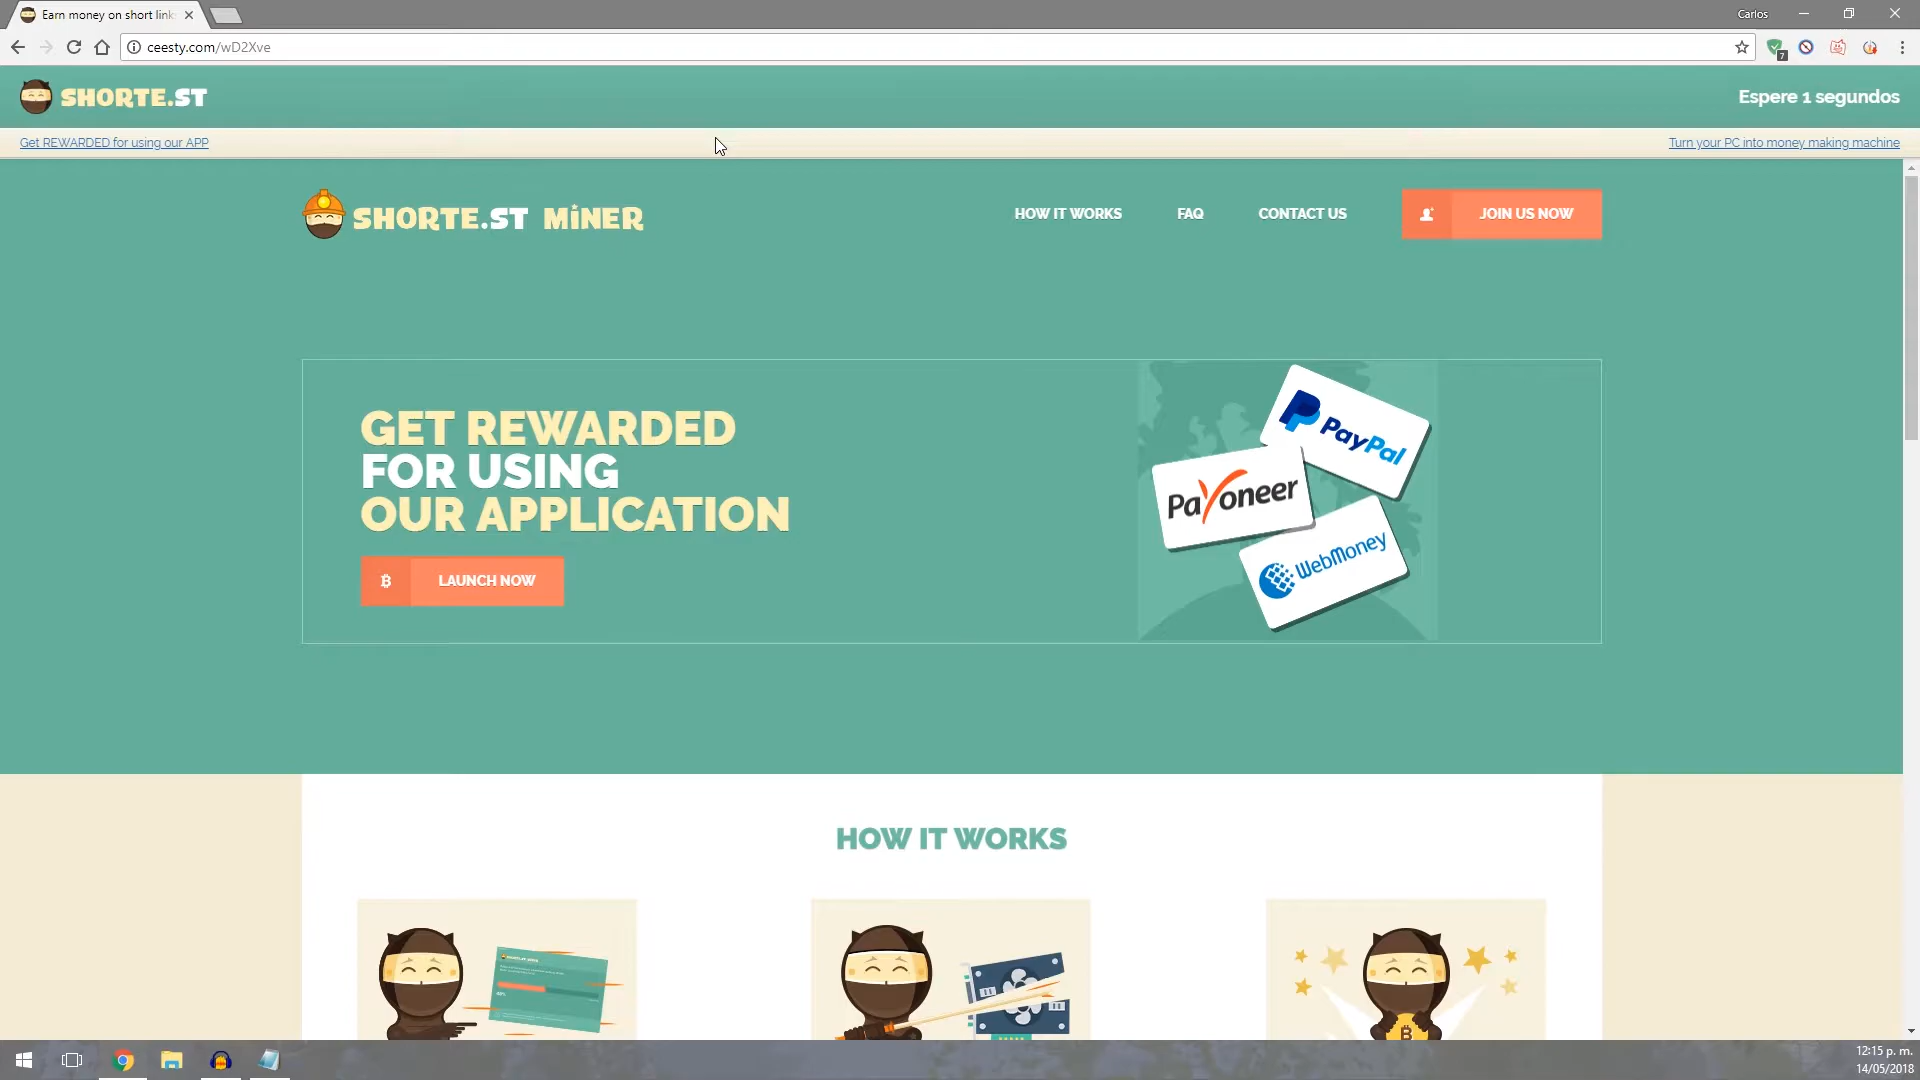 Earn money on short link
Carlos
ceesty.com/wD2Xve
7
SHORTE.ST
Espere 1 segundos
Get REWARDED for using our APP
Turn your PC into money making machine
SHORTE.ST MiNER
HOW IT WORKS
FAQ
CONTACT US
JOIN US NOW
GET REWARDED
FOR USING
OUR APPLICATION
LAUNCH NOW
PayPal
Payoneer
WebMoney
HOW IT WORKS
12:15 p. m.
14/05/2018